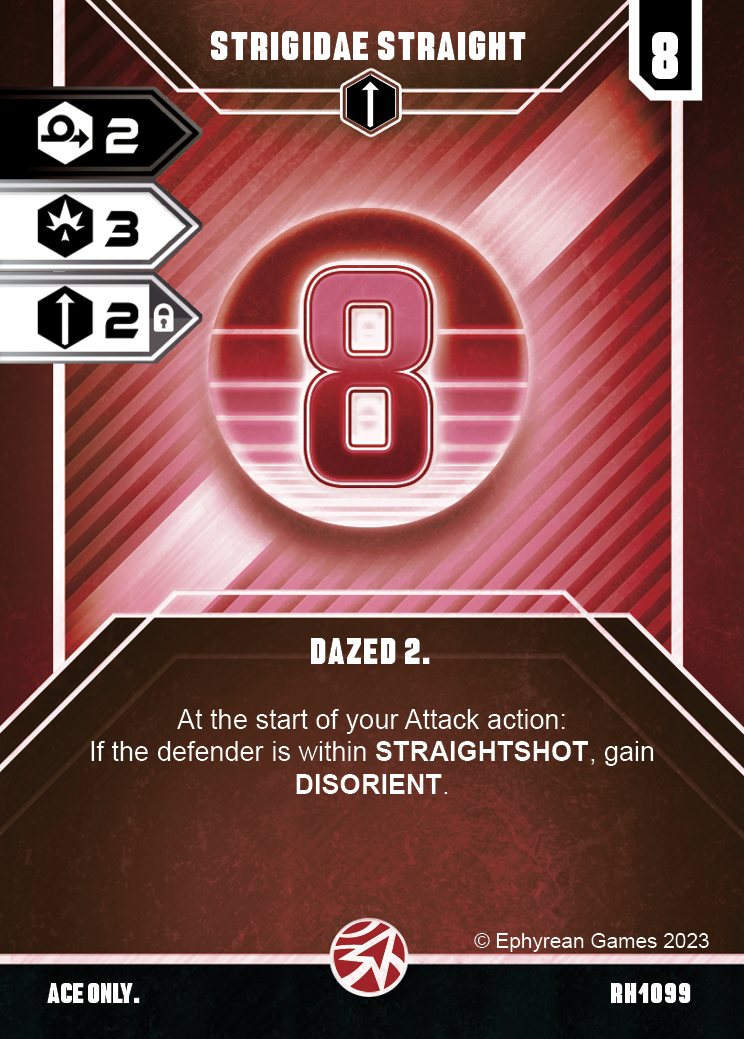 STRIGIDAE STRAIGHT
8
2
3
2
8
DAZED 2.
At the start of your Attack action:
If the defender is within STRAIGHTSHOT, gain
DISORIENT.
© Ephyrean Games 2023
ACE ONLY.
RH1099